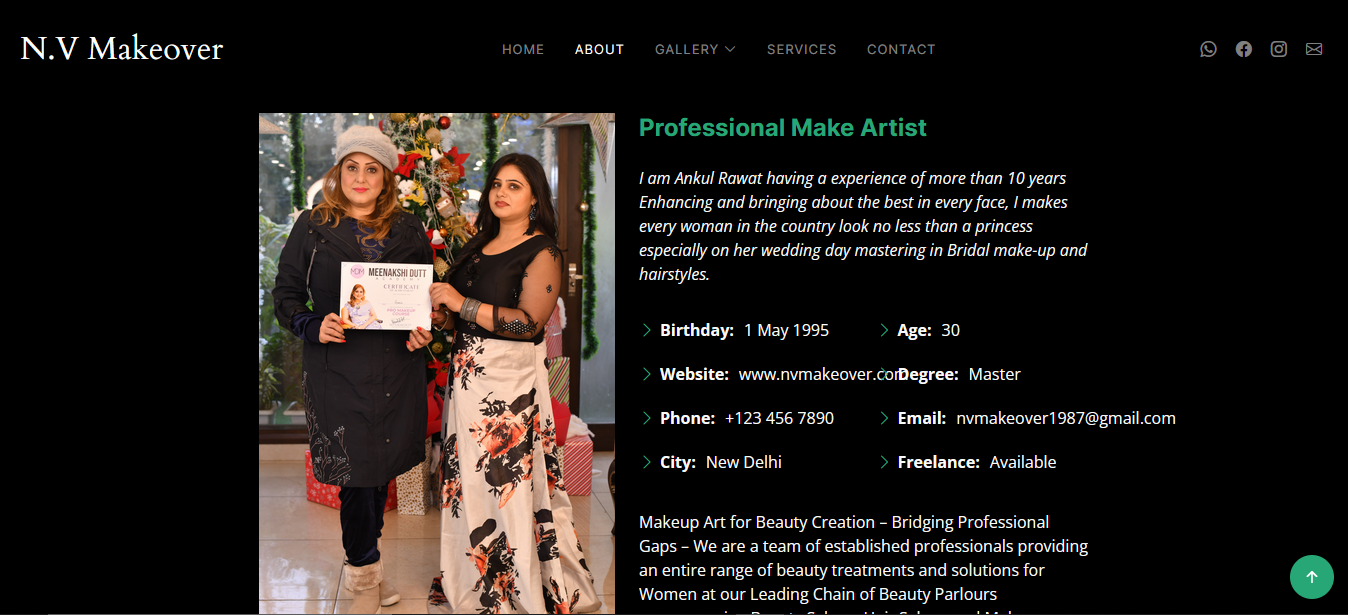 N.V Makeover
HOME ABOUT GALLERY SERVICES CONTACT
MEENAKSHI DUTT
CERTIFICATE
Professional Make Artist
I am Ankul Rawat having a experience of more than 10 years
Enhancing and bringing about the best in every face, I makes
every woman in the country look no less than a princess
especially on her wedding day mastering in Bridal make-up and
hairstyles.
Birthday: 1 May 1995 Age: 30
Website: www.nvmakeover.com Degree: Master
Phone: +123 456 7890 Email: nvmakeover1987@gmail.com
City: New Delhi Freelance: Available
Makeup Art for Beauty Creation – Bridging Professional
Gaps – We are a team of established professionals providing
an entire range of beauty treatments and solutions for
Women at our Leading Chain of Beauty Parlours